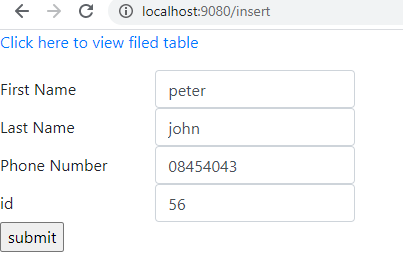 localhost:9080/insert
Click here to view filed table
First Name peter
Last Name john
Phone Number 08454043
id 56
submit